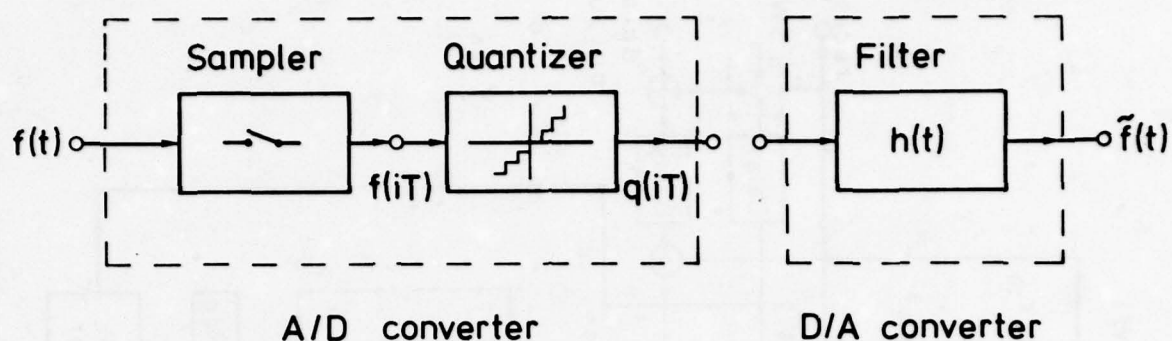 Sampler Quantizer Filter
f(t) h(t) f̃(t)
f(iT) q(iT)
A/D converter D/A converter